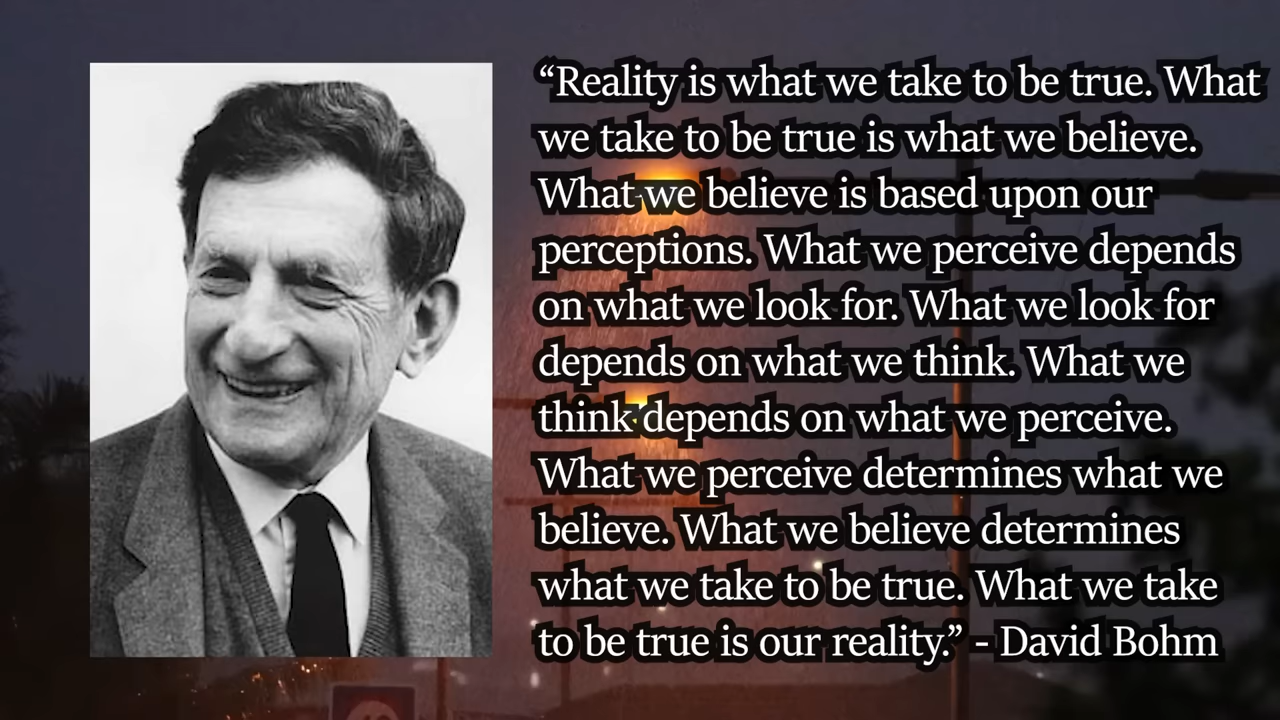 “Reality is what we take to be true. What
we take to be true is what we believe.
What we believe is based upon our
perceptions. What we perceive depends
on what we look for. What we look for
depends on what we think. What we
think depends on what we perceive.
What we perceive determines what we
believe. What we believe determines
what we take to be true. What we take
to be true is our reality.” - David Bohm